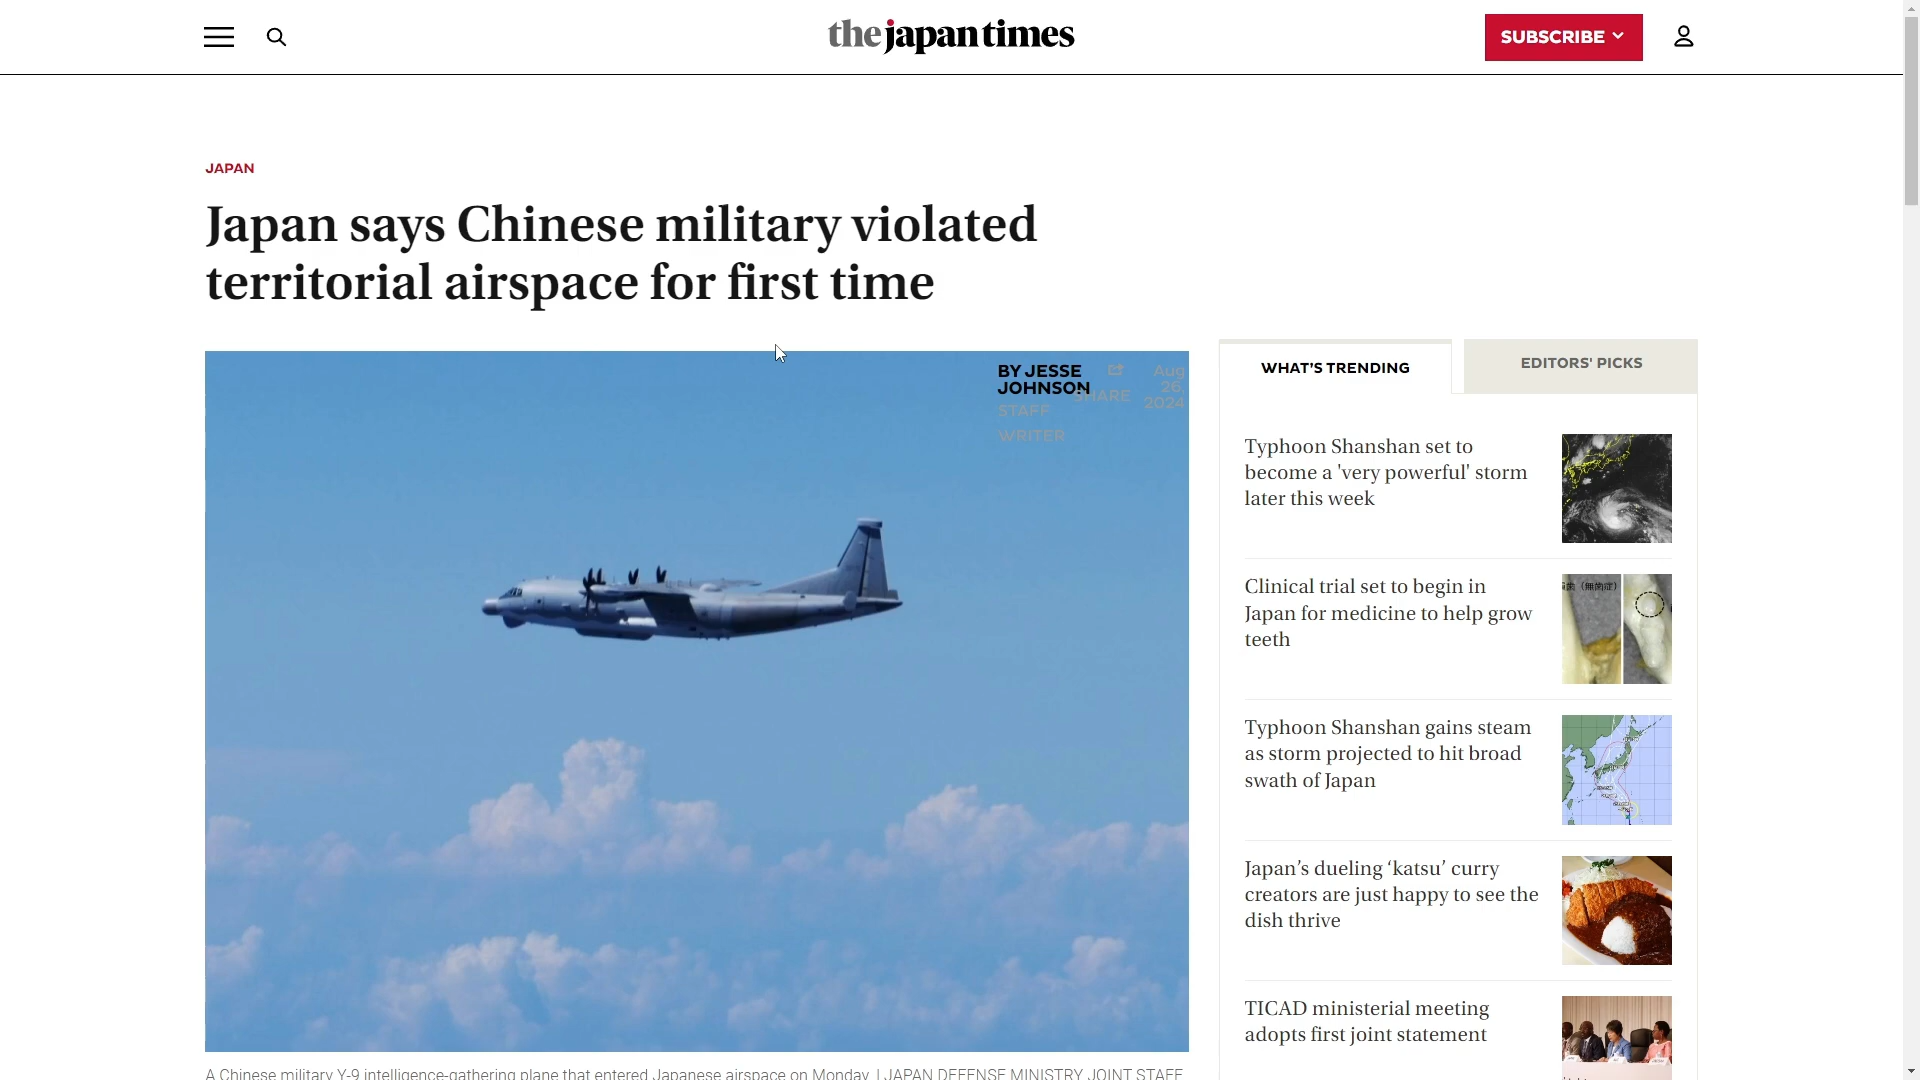 the japan times
SUBSCRIBE
JAPAN
Japan says Chinese military violated
territorial airspace for first time
BY JESSE
JOHNSON
STAFF
WRITER
SHARE
Aug
26,
2024
A Chinese military Y-9 intelligence-gathering plane that entered Japanese airspace on Monday | JAPAN DEFENSE MINISTRY JOINT STAFF
WHAT'S TRENDING
EDITORS' PICKS
Typhoon Shanshan set to
become a 'very powerful' storm
later this week
Clinical trial set to begin in
Japan for medicine to help grow
teeth
Typhoon Shanshan gains steam
as storm projected to hit broad
swath of Japan
Japan’s dueling ‘katsu’ curry
creators are just happy to see the
dish thrive
TICAD ministerial meeting
adopts first joint statement